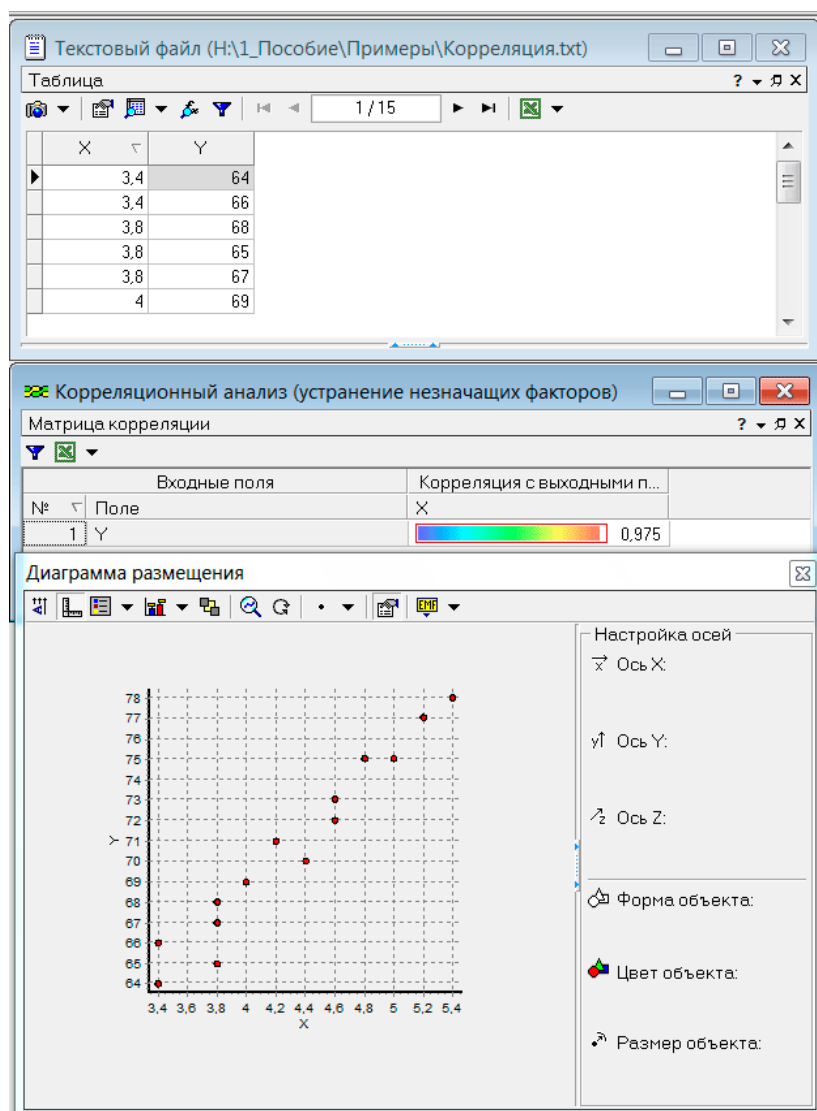 Текстовый файл (H:\1_Пособие\Примеры\Корреляция.txt)
Таблица
1 / 15
X Y
3,4 64
3,4 66
3,8 68
3,8 65
3,8 67
4 69
Корреляционный анализ (устранение незначащих факторов)
Матрица корреляции
Входные поля Корреляция с выходными п...
№ Поле X
1 Y 0,975
Диаграмма размещения
EMF
Настройка осей
x Ось X:
y Ось Y:
z Ось Z:
Форма объекта:
Цвет объекта:
Размер объекта:
78
77
76
75
74
73
72
Y 71
70
69
68
67
66
65
64
3,4 3,6 3,8 4 4,2 4,4 4,6 4,8 5 5,2 5,4
X